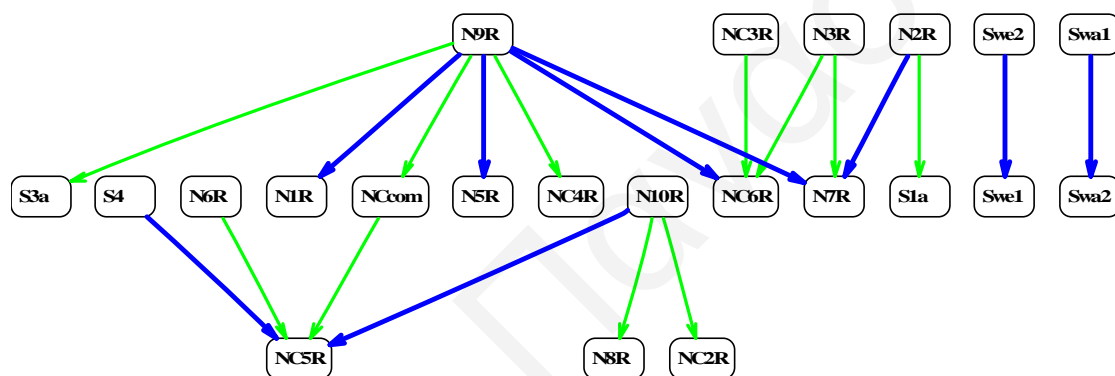 N9R NC3R N3R N2R Swe2 Swa1
S3a S4 N6R N1R NCcom N5R NC4R N10R NC6R N7R S1a Swe1 Swa2
NC5R N8R NC2R